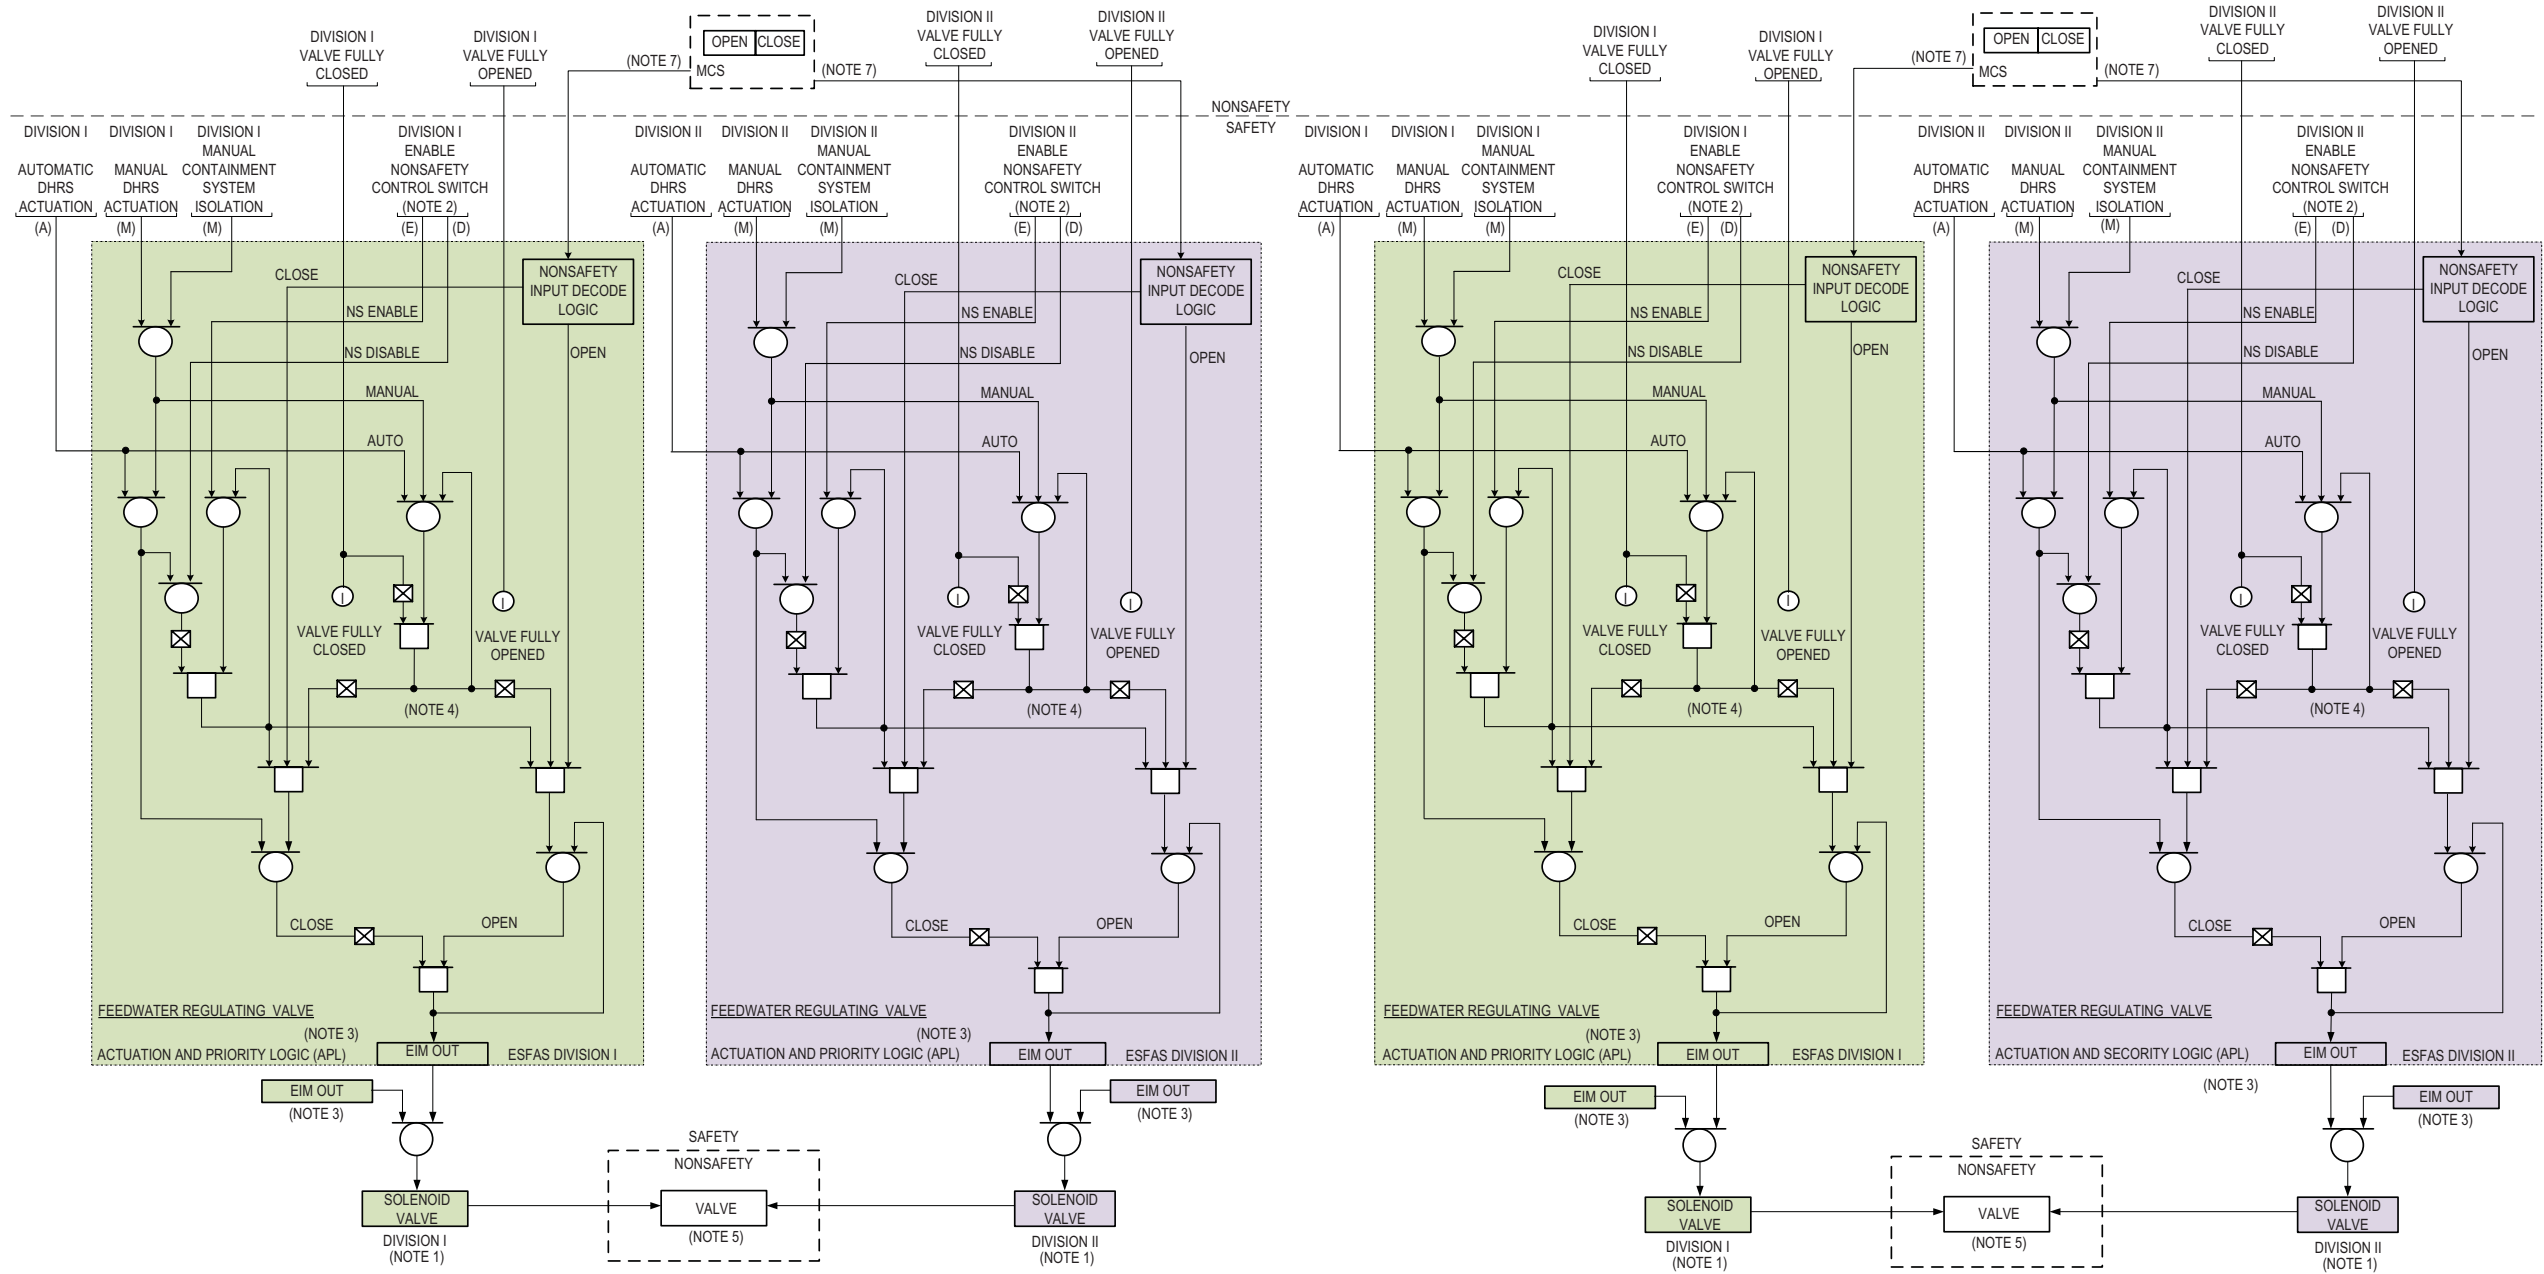 DIVISION I
VALVE FULLY
CLOSED
DIVISION I
VALVE FULLY
OPENED
(NOTE 7)
OPEN CLOSE
MCS
(NOTE 7)
DIVISION II
VALVE FULLY
CLOSED
DIVISION II
VALVE FULLY
OPENED
DIVISION I
VALVE FULLY
CLOSED
DIVISION I
VALVE FULLY
OPENED
(NOTE 7)
OPEN CLOSE
MCS
(NOTE 7)
DIVISION II
VALVE FULLY
CLOSED
DIVISION II
VALVE FULLY
OPENED
NONSAFETY
SAFETY
DIVISION I
AUTOMATIC
DHRS
ACTUATION
(A)
DIVISION I
MANUAL
DHRS
ACTUATION
(M)
DIVISION I
MANUAL
CONTAINMENT
SYSTEM
ISOLATION
(M)
DIVISION I
ENABLE
NONSAFETY
CONTROL SWITCH
(NOTE 2)
(E) (D)
NONSAFETY
INPUT DECODE
LOGIC
CLOSE
NS ENABLE
NS DISABLE
OPEN
MANUAL
AUTO
I
VALVE FULLY
CLOSED
I
VALVE FULLY
OPENED
(NOTE 4)
CLOSE
OPEN
FEEDWATER REGULATING VALVE
(NOTE 3)
ACTUATION AND PRIORITY LOGIC (APL)
EIM OUT
ESFAS DIVISION I
EIM OUT
(NOTE 3)
SOLENOID
VALVE
DIVISION I
(NOTE 1)
DIVISION II
AUTOMATIC
DHRS
ACTUATION
(A)
DIVISION II
MANUAL
DHRS
ACTUATION
(M)
DIVISION II
MANUAL
CONTAINMENT
SYSTEM
ISOLATION
(M)
DIVISION II
ENABLE
NONSAFETY
CONTROL SWITCH
(NOTE 2)
(E) (D)
NONSAFETY
INPUT DECODE
LOGIC
CLOSE
NS ENABLE
NS DISABLE
OPEN
MANUAL
AUTO
I
VALVE FULLY
CLOSED
I
VALVE FULLY
OPENED
(NOTE 4)
CLOSE
OPEN
FEEDWATER REGULATING VALVE
(NOTE 3)
ACTUATION AND PRIORITY LOGIC (APL)
EIM OUT
ESFAS DIVISION II
EIM OUT
(NOTE 3)
SAFETY
NONSAFETY
VALVE
(NOTE 5)
SOLENOID
VALVE
DIVISION II
(NOTE 1)
DIVISION I
AUTOMATIC
DHRS
ACTUATION
(A)
DIVISION I
MANUAL
DHRS
ACTUATION
(M)
DIVISION I
MANUAL
CONTAINMENT
SYSTEM
ISOLATION
(M)
DIVISION I
ENABLE
NONSAFETY
CONTROL SWITCH
(NOTE 2)
(E) (D)
NONSAFETY
INPUT DECODE
LOGIC
CLOSE
NS ENABLE
NS DISABLE
OPEN
MANUAL
AUTO
I
VALVE FULLY
CLOSED
I
VALVE FULLY
OPENED
(NOTE 4)
CLOSE
OPEN
FEEDWATER REGULATING VALVE
(NOTE 3)
ACTUATION AND PRIORITY LOGIC (APL)
EIM OUT
ESFAS DIVISION I
EIM OUT
(NOTE 3)
SOLENOID
VALVE
DIVISION I
(NOTE 1)
DIVISION II
AUTOMATIC
DHRS
ACTUATION
(A)
DIVISION II
MANUAL
DHRS
ACTUATION
(M)
DIVISION II
MANUAL
CONTAINMENT
SYSTEM
ISOLATION
(M)
DIVISION II
ENABLE
NONSAFETY
CONTROL SWITCH
(NOTE 2)
(E) (D)
NONSAFETY
INPUT DECODE
LOGIC
CLOSE
NS ENABLE
NS DISABLE
OPEN
MANUAL
AUTO
I
VALVE FULLY
CLOSED
I
VALVE FULLY
OPENED
(NOTE 4)
CLOSE
OPEN
FEEDWATER REGULATING VALVE
ACTUATION AND SECORITY LOGIC (APL)
EIM OUT
ESFAS DIVISION II
(NOTE 3)
EIM OUT
(NOTE 3)
SAFETY
NONSAFETY
VALVE
(NOTE 5)
SOLENOID
VALVE
DIVISION II
(NOTE 1)